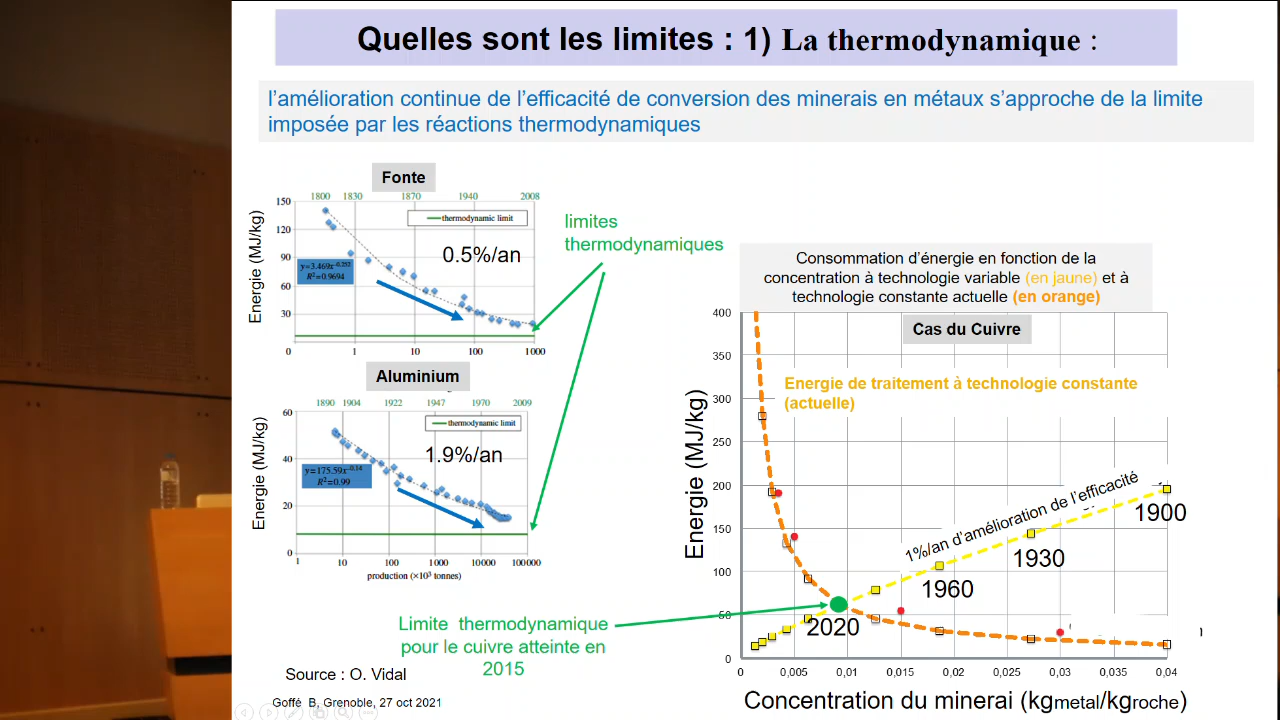 Quelles sont les limites : 1) La thermodynamique :
l’amélioration continue de l’efficacité de conversion des minerais en métaux s’approche de la limite
imposée par les réactions thermodynamiques
Fonte
1800 1830 1870 1940 2008
150
120
90
60
30
0 1 10 100 1000
Energie (MJ/kg)
thermodynamic limit
0.5%/an
y=3.469x^-0.252
R²=0.9694
limites
thermodynamiques
Aluminium
1890 1904 1922 1947 1970 2009
60
40
20
0
1 10 100 1000 10000 100000
production (×10³ tonnes)
Energie (MJ/kg)
thermodynamic limit
1.9%/an
y=175.59x^-0.14
R²=0.99
Limite thermodynamique
pour le cuivre atteinte en
2015
Source : O. Vidal
Goffé B, Grenoble, 27 oct 2021
Consommation d’énergie en fonction de la
concentration à technologie variable (en jaune) et à
technologie constante actuelle (en orange)
Cas du Cuivre
Energie de traitement à technologie constante
(actuelle)
400
350
300
250
200
150
100
50
0
Energie (MJ/kg)
1%/an d’amélioration de l’efficacité
1900
1930
1960
2020
0 0,005 0,01 0,015 0,02 0,025 0,03 0,035 0,04
Concentration du minerai (kgmetal/kgroche)